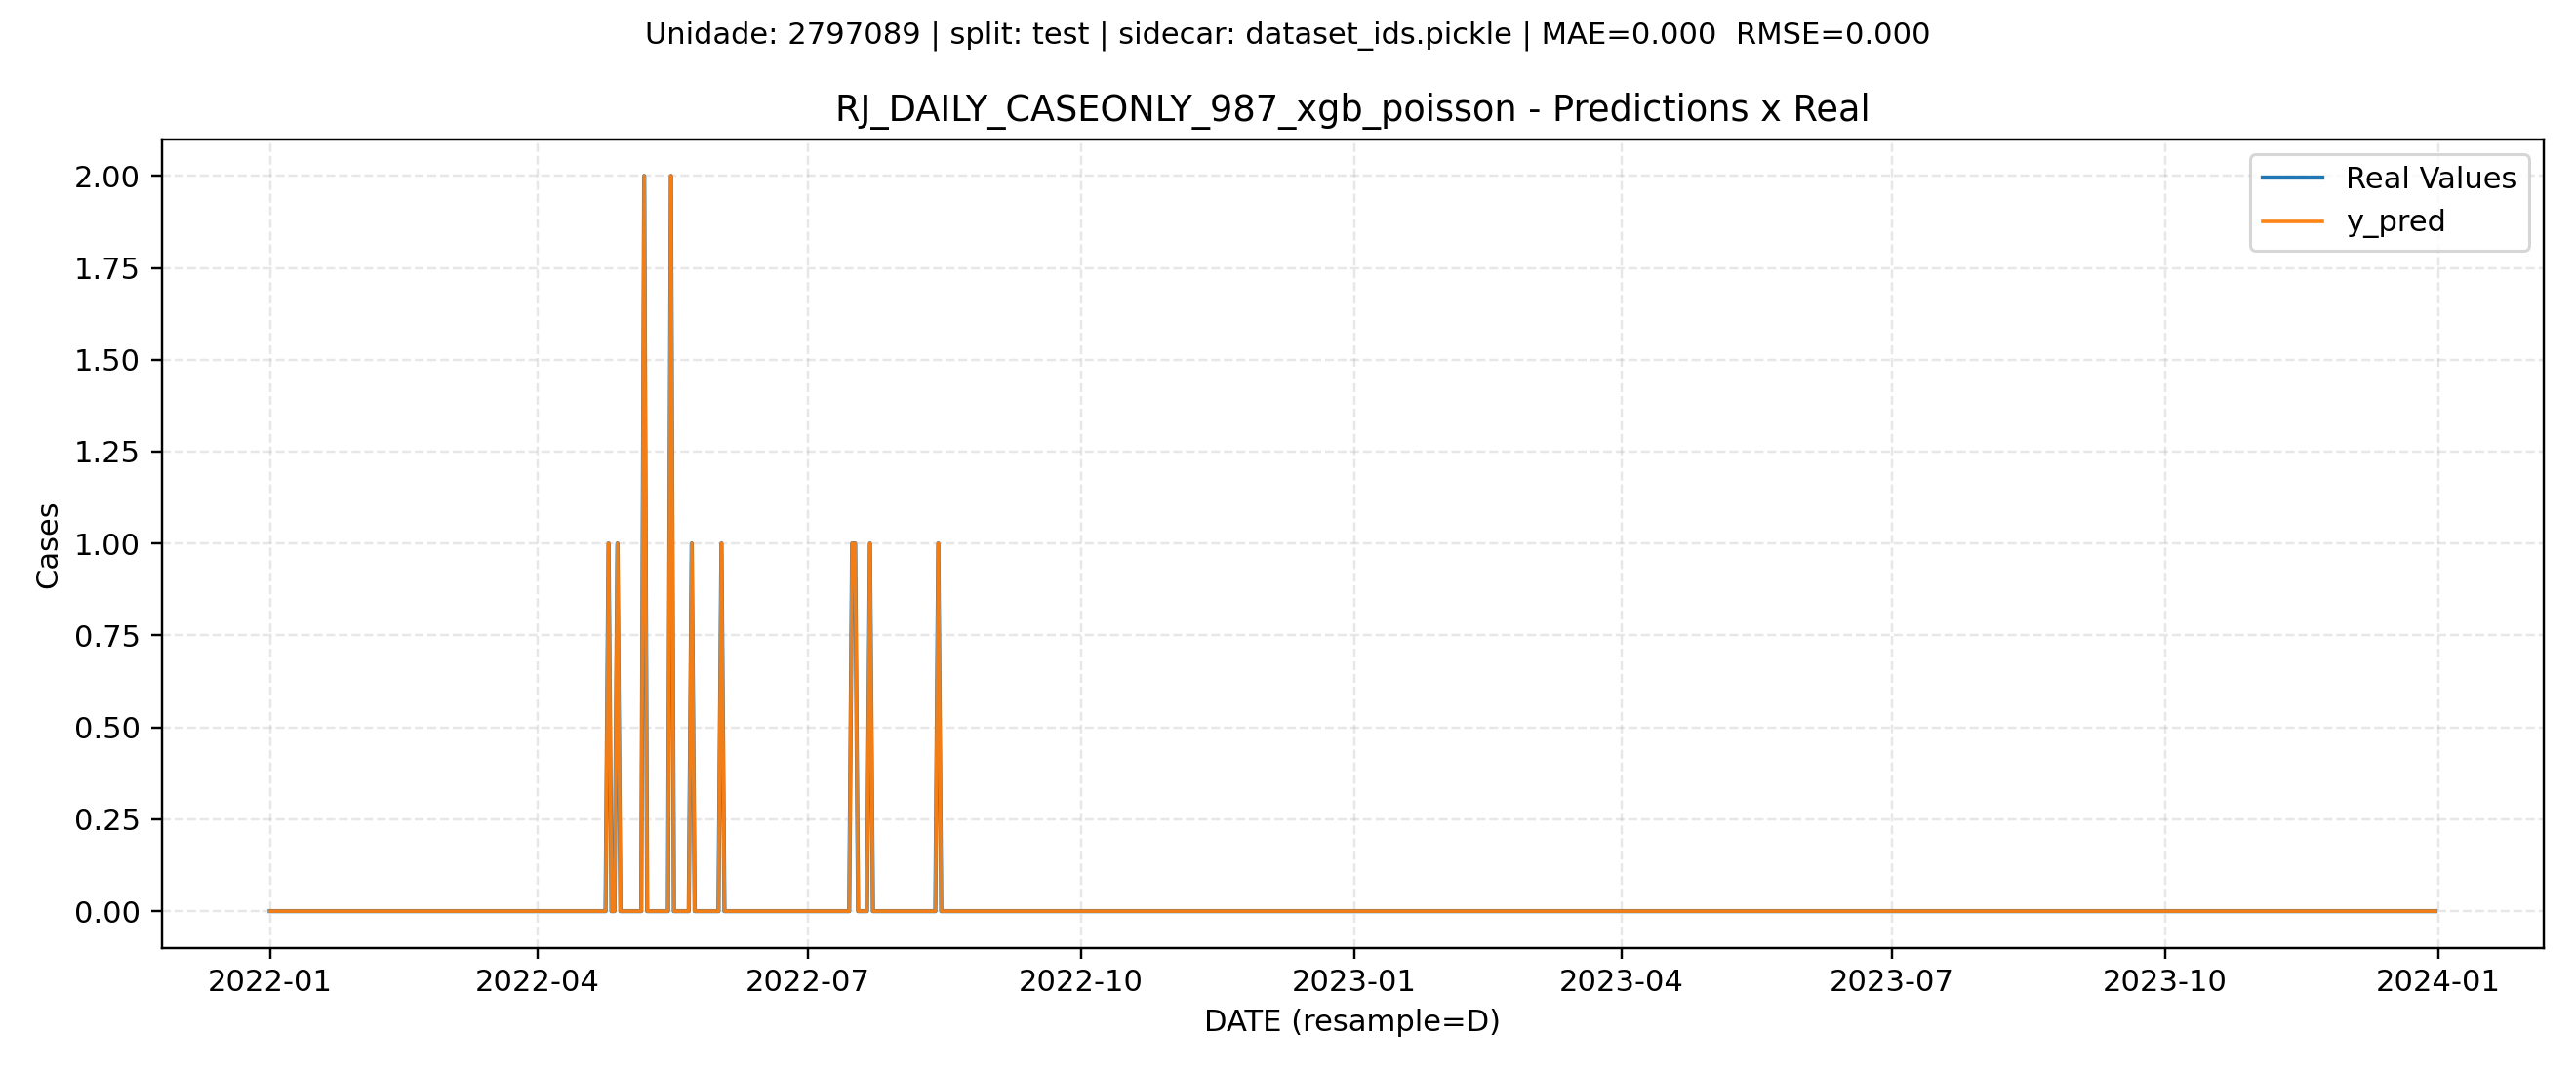 Unidade: 2797089 | split: test | sidecar: dataset_ids.pickle | MAE=0.000  RMSE=0.000
RJ_DAILY_CASEONLY_987_xgb_poisson - Predictions x Real
Real Values
y_pred
2.00
1.75
1.50
1.25
1.00
0.75
0.50
0.25
0.00
Cases
2022-01 2022-04 2022-07 2022-10 2023-01 2023-04 2023-07 2023-10 2024-01
DATE (resample=D)